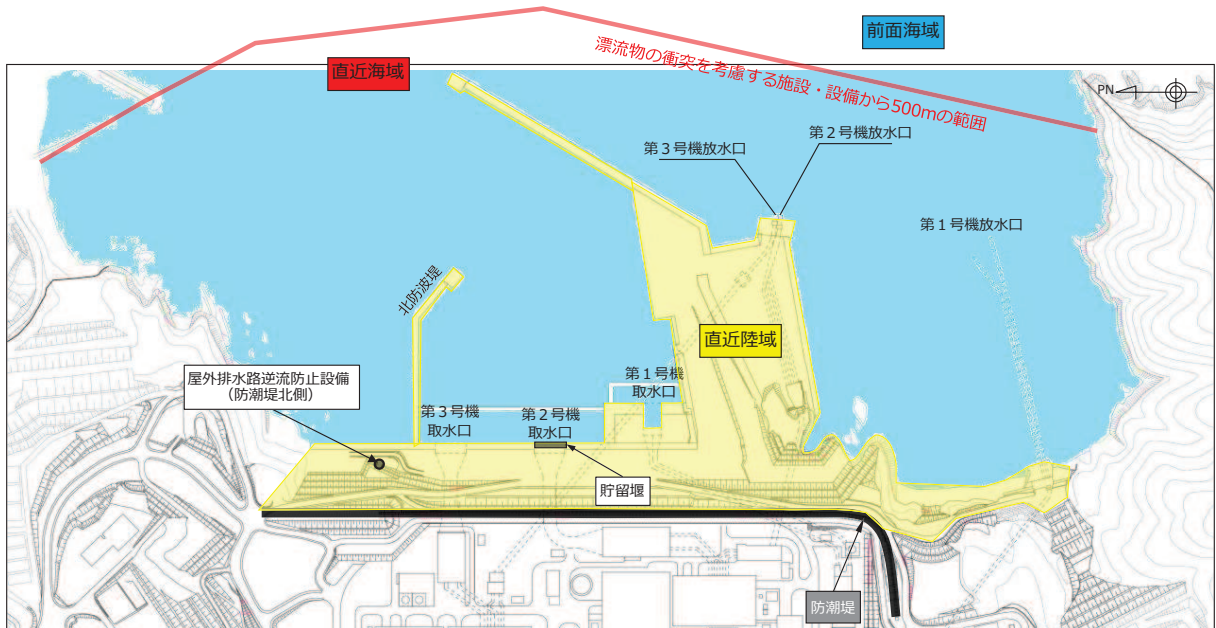 前面海域
直近海域
漂流物の衝突を考慮する施設・設備から500mの範囲
PN
第3号機放水口
第2号機放水口
第1号機放水口
北防波堤
直近陸域
屋外排水路逆流防止設備
（防潮堤北側）
第1号機
取水口
第3号機
取水口
第2号機
取水口
貯留堰
防潮堤